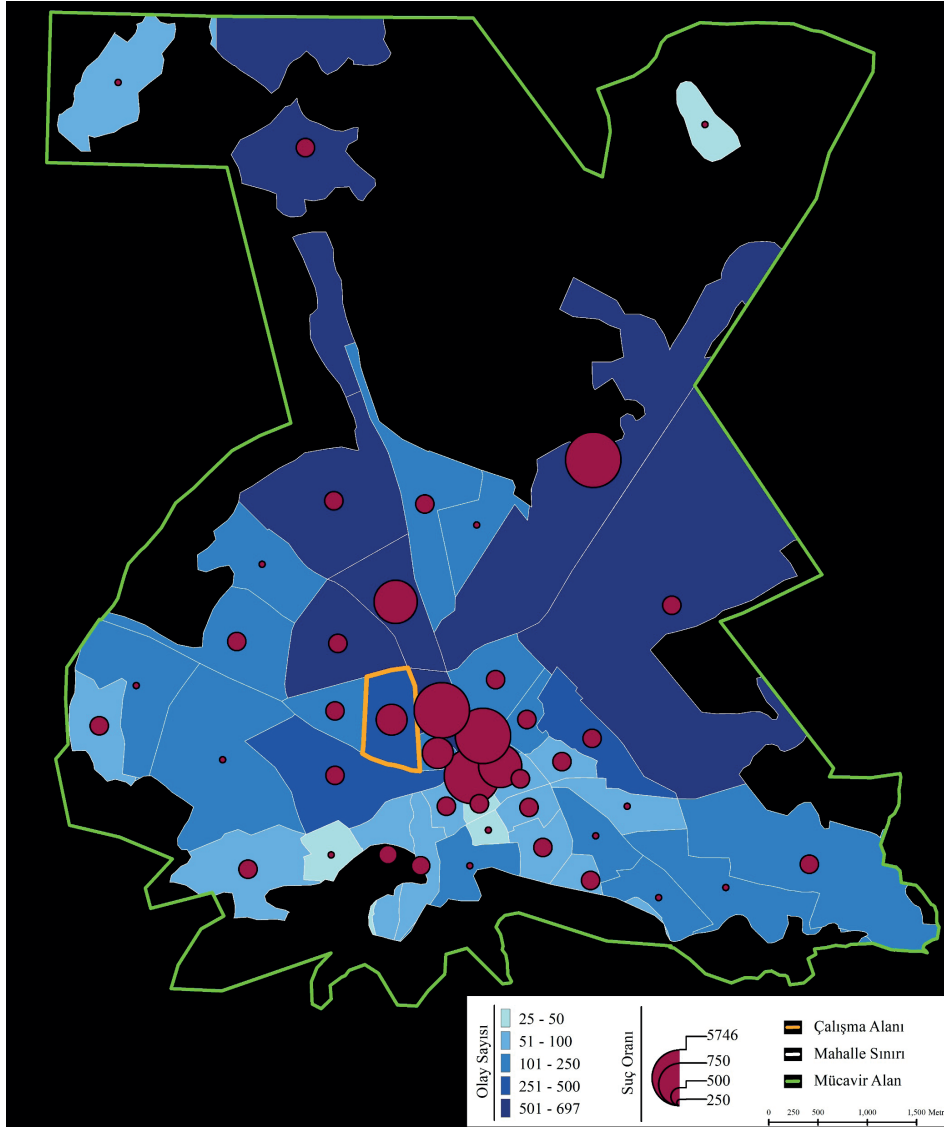 Olay Sayısı
25 - 50
51 - 100
101 - 250
251 - 500
501 - 697
Suç Oranı
5746
750
500
250
Çalışma Alanı
Mahalle Sınırı
Mücavir Alan
0 250 500 1,000 1,500 Metr